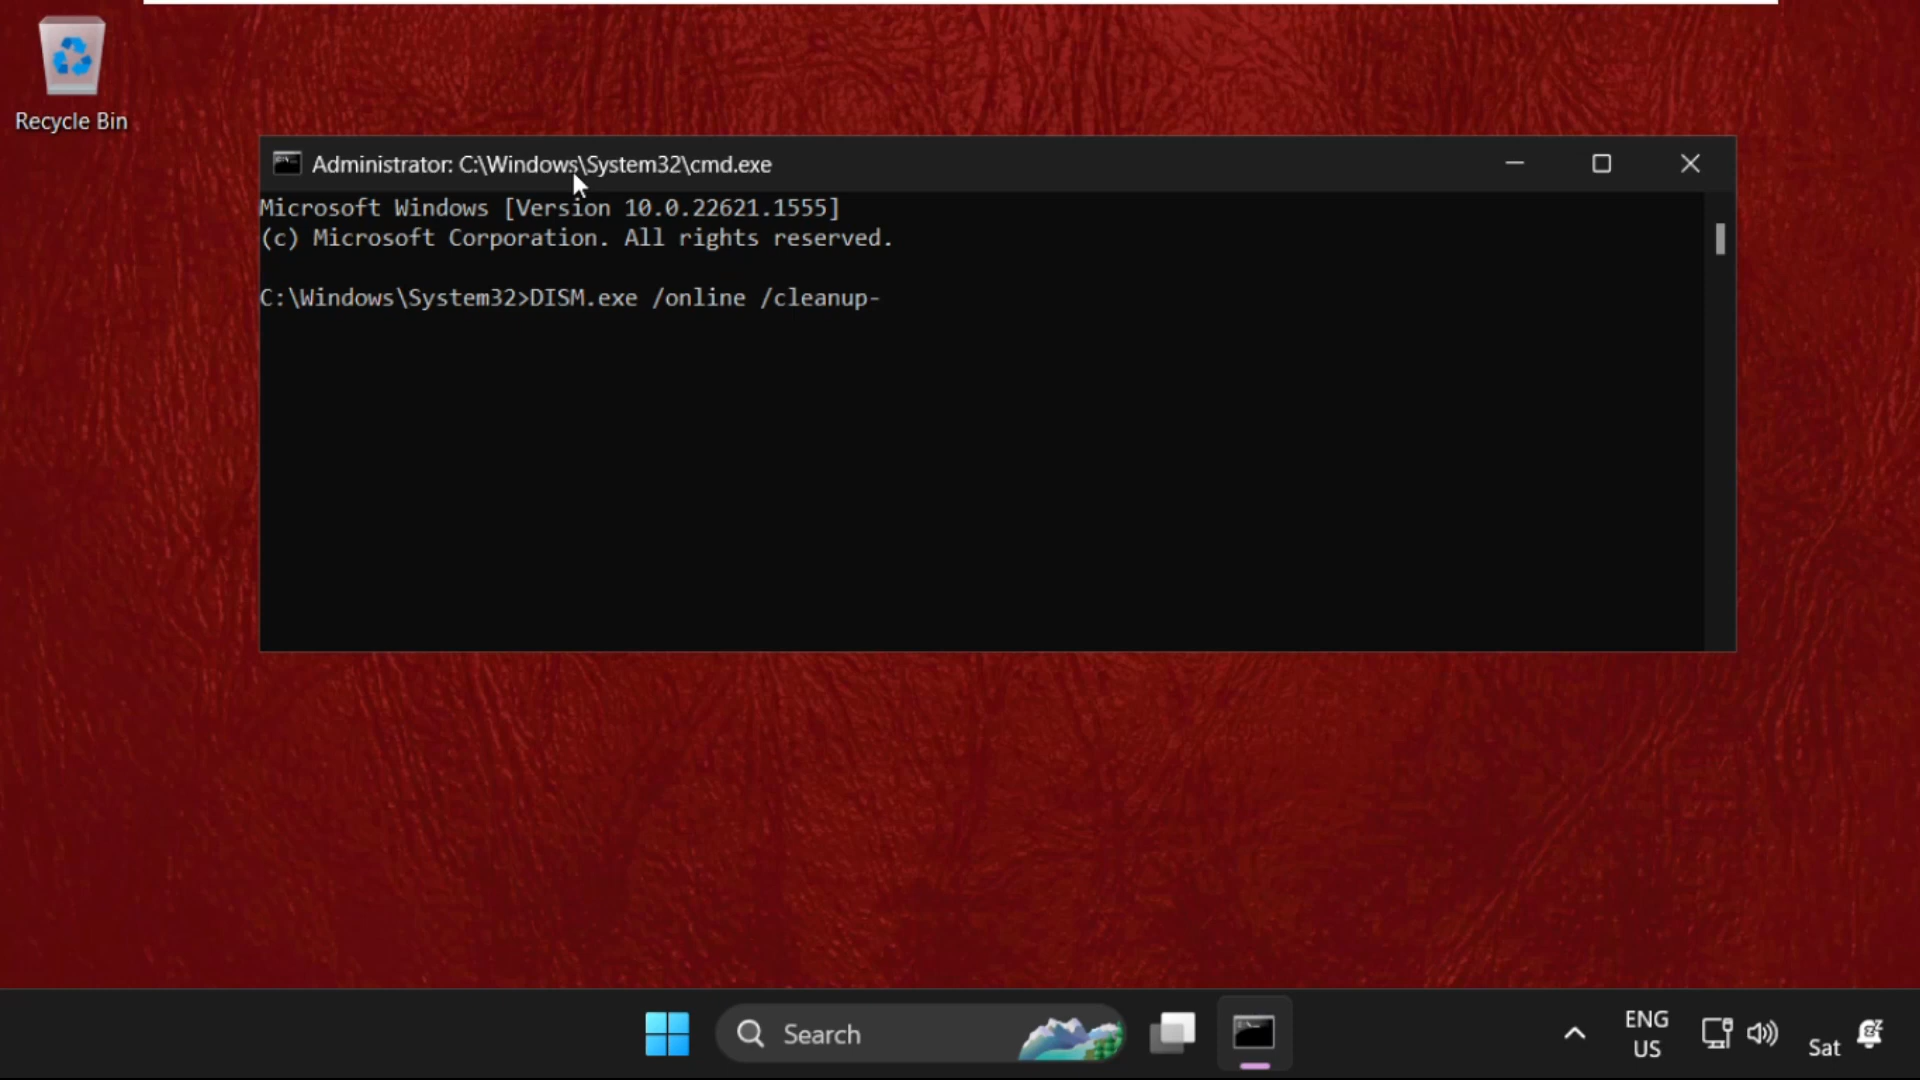 Recycle Bin
Administrator: C:\Windows\System32\cmd.exe
Microsoft Windows [Version 10.0.22621.1555]
(c) Microsoft Corporation. All rights reserved.
C:\Windows\System32>DISM.exe /online /cleanup-
Search
ENG
US
Sat